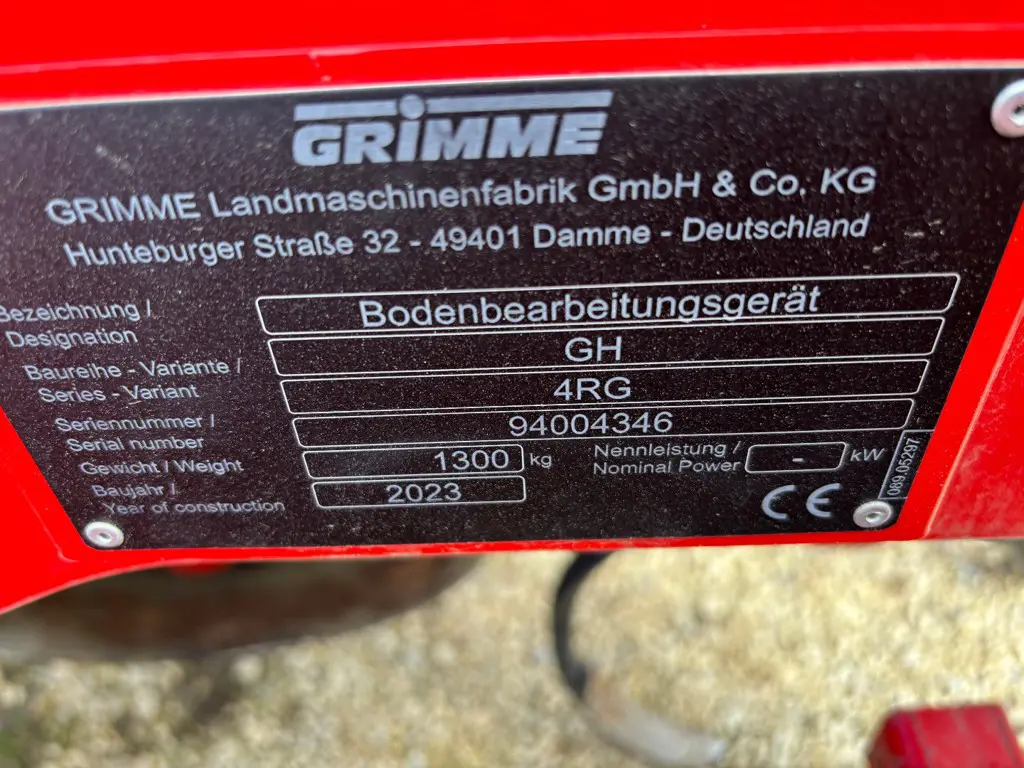 GRIMME
GRIMME Landmaschinenfabrik GmbH & Co. KG
Hunteburger Straße 32 - 49401 Damme - Deutschland
Bezeichnung / Designation
Bodenbearbeitungsgerät
GH
Baureihe - Variante / Series - Variant
4RG
Seriennummer / Serial number
94004346
Gewicht / Weight
1300 kg
Nennleistung / Nominal Power
- kW
Baujahr / Year of construction
2023
CE
089.05297